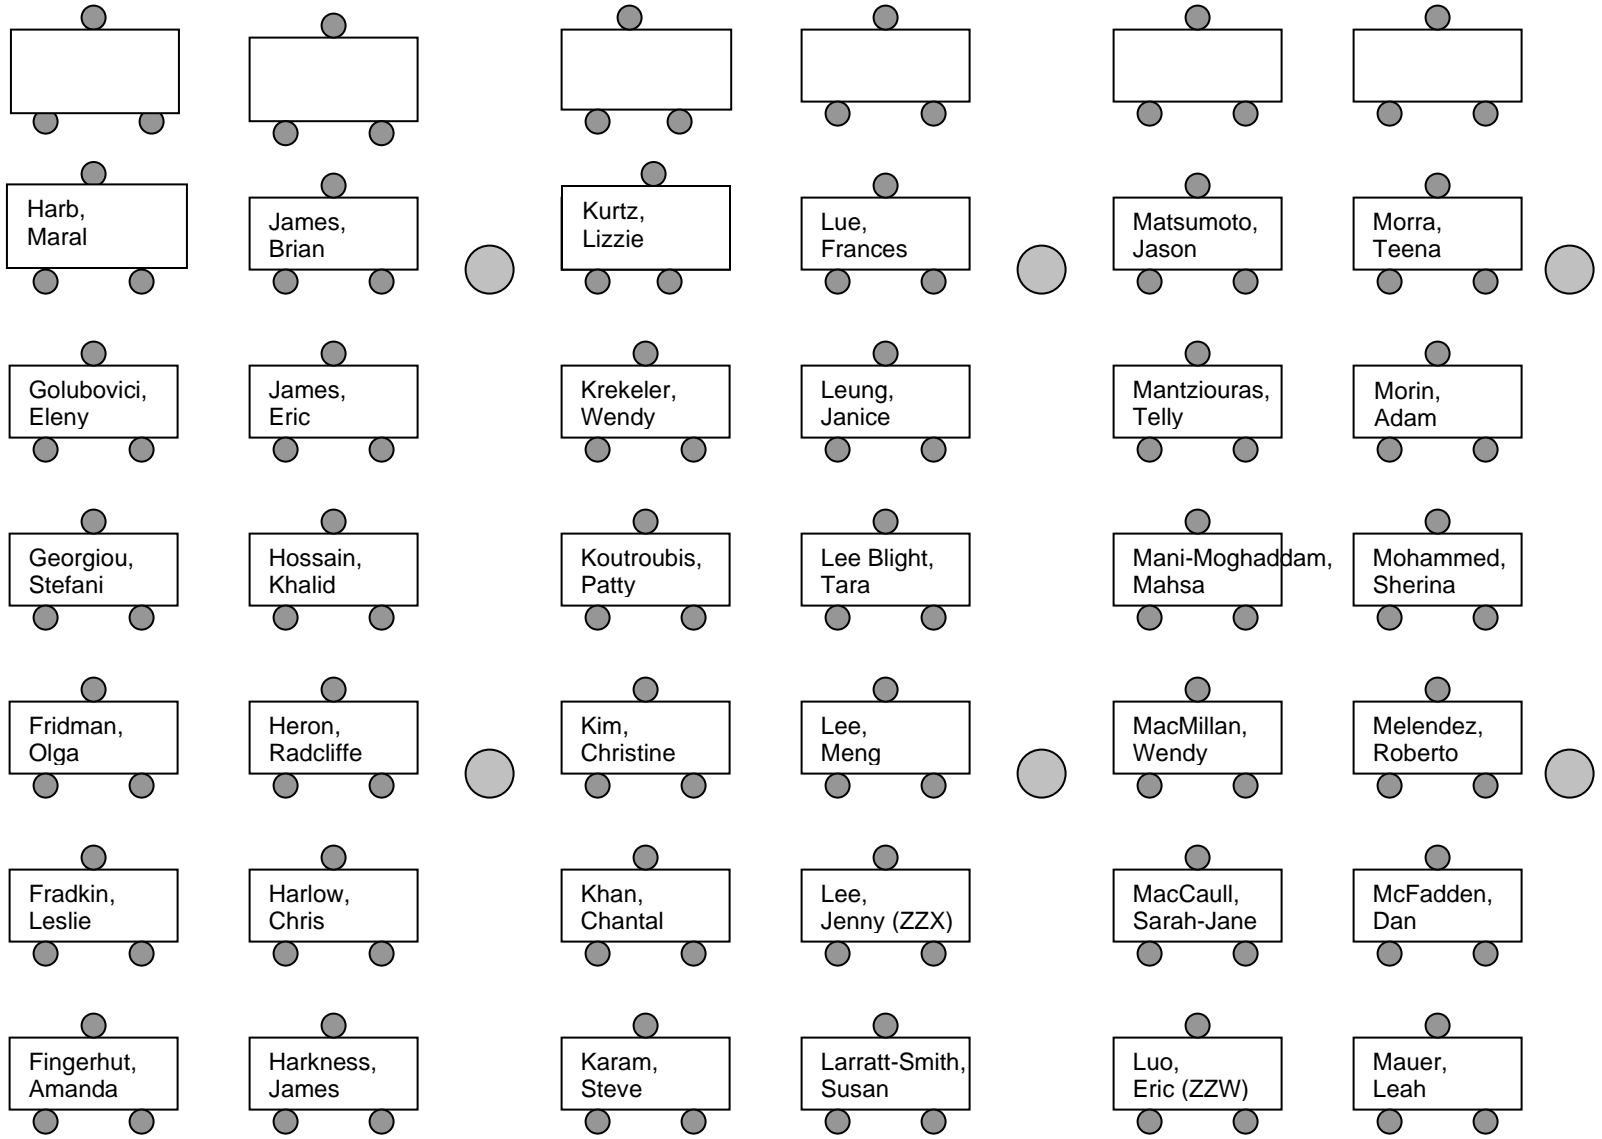 Harb,
Maral
James,
Brian
Kurtz,
Lizzie
Lue,
Frances
Matsumoto,
Jason
Morra,
Teena
Golubovici,
Eleny
James,
Eric
Krekeler,
Wendy
Leung,
Janice
Mantziouras,
Telly
Morin,
Adam
Georgiou,
Stefani
Hossain,
Khalid
Koutroubis,
Patty
Lee Blight,
Tara
Mani-Moghaddam,
Mahsa
Mohammed,
Sherina
Fridman,
Olga
Heron,
Radcliffe
Kim,
Christine
Lee,
Meng
MacMillan,
Wendy
Melendez,
Roberto
Fradkin,
Leslie
Harlow,
Chris
Khan,
Chantal
Lee,
Jenny (ZZX)
MacCaull,
Sarah-Jane
McFadden,
Dan
Fingerhut,
Amanda
Harkness,
James
Karam,
Steve
Larratt-Smith,
Susan
Luo,
Eric (ZZW)
Mauer,
Leah